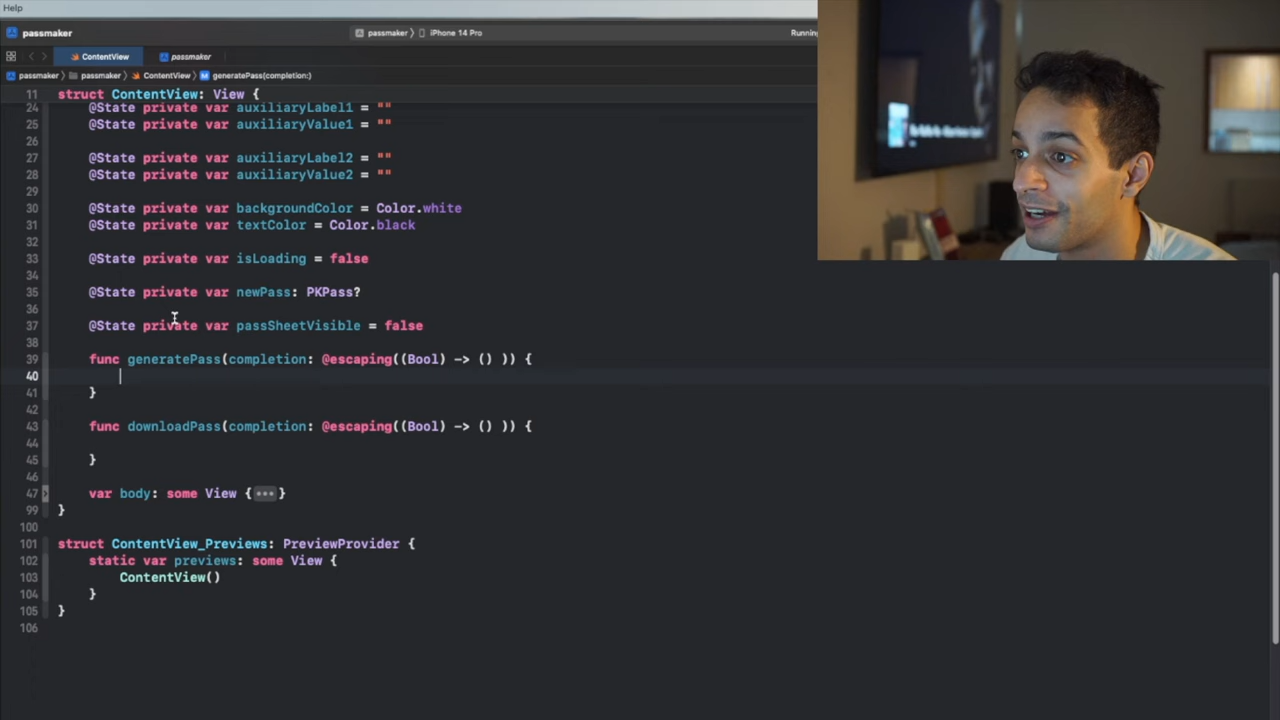 Help
passmaker
passmaker 〉 iPhone 14 Pro
Running
ContentView
passmaker
passmaker 〉 passmaker 〉 ContentView 〉 M generatePass(completion:)
11 struct ContentView: View {
24 @State private var auxiliaryLabel1 = ""
25 @State private var auxiliaryValue1 = ""
26
27 @State private var auxiliaryLabel2 = ""
28 @State private var auxiliaryValue2 = ""
29
30 @State private var backgroundColor = Color.white
31 @State private var textColor = Color.black
32
33 @State private var isLoading = false
34
35 @State private var newPass: PKPass?
36
37 @State private var passSheetVisible = false
38
39 func generatePass(completion: @escaping((Bool) -> () )) {
40
41 }
42
43 func downloadPass(completion: @escaping((Bool) -> () )) {
44
45 }
46
47 var body: some View {•••}
99 }
100
101 struct ContentView_Previews: PreviewProvider {
102 static var previews: some View {
103 ContentView()
104 }
105 }
106